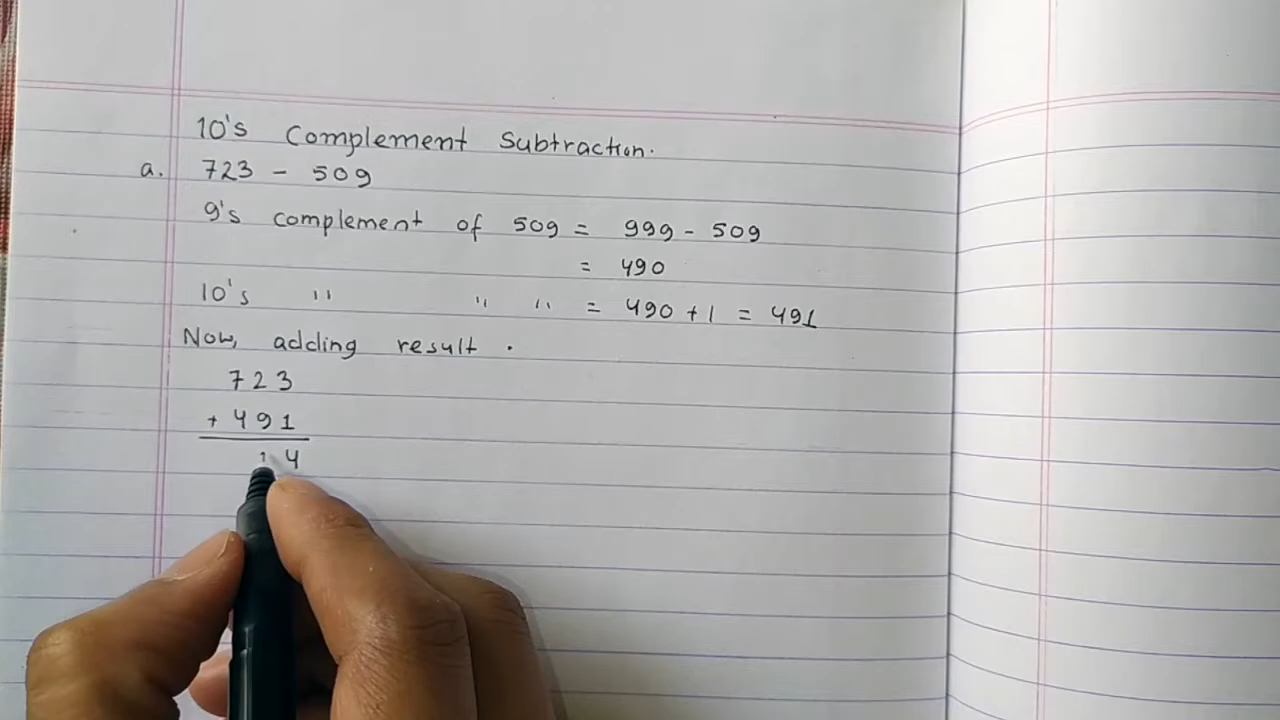 10's Complement Subtraction.
a. 723 - 509
9's complement of 509 = 999 - 509
= 490
10's " " " = 490 + 1 = 491
Now, adding result.
723
+ 491
14